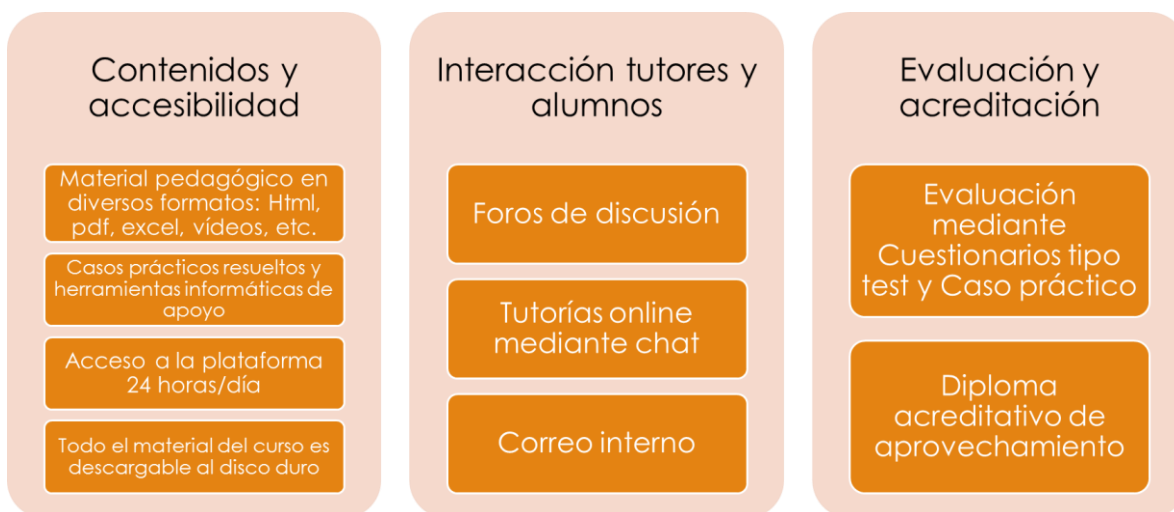 Contenidos y
accesibilidad
Material pedagógico en
diversos formatos: Html,
pdf, excel, vídeos, etc.
Casos prácticos resueltos y
herramientas informáticas de
apoyo
Acceso a la plataforma
24 horas/día
Todo el material del curso es
descargable al disco duro
Interacción tutores y
alumnos
Foros de discusión
Tutorías online
mediante chat
Correo interno
Evaluación y
acreditación
Evaluación
mediante
Cuestionarios tipo
test y Caso práctico
Diploma
acreditativo de
aprovechamiento